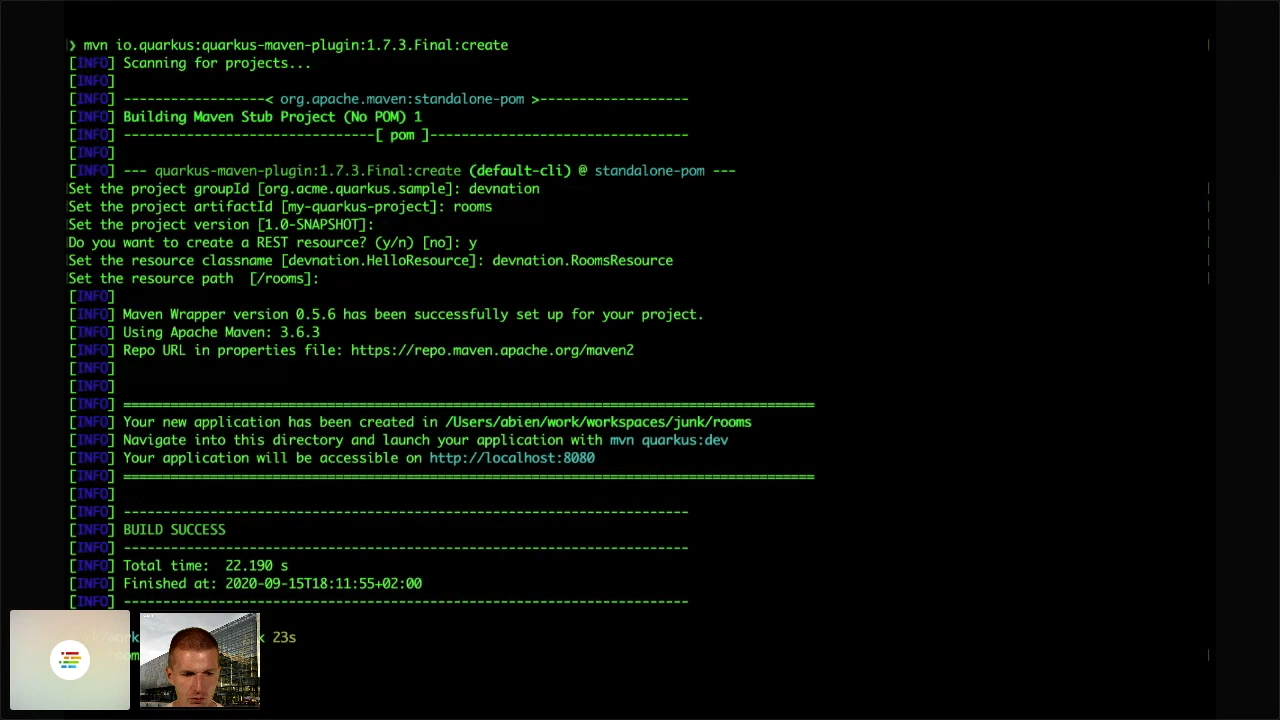 ❯ mvn io.quarkus:quarkus-maven-plugin:1.7.3.Final:create
[INFO] Scanning for projects...
[INFO]
[INFO] ------------------< org.apache.maven:standalone-pom >-------------------
[INFO] Building Maven Stub Project (No POM) 1
[INFO] --------------------------------[ pom ]---------------------------------
[INFO]
[INFO] --- quarkus-maven-plugin:1.7.3.Final:create (default-cli) @ standalone-pom ---
Set the project groupId [org.acme.quarkus.sample]: devnation
Set the project artifactId [my-quarkus-project]: rooms
Set the project version [1.0-SNAPSHOT]:
Do you want to create a REST resource? (y/n) [no]: y
Set the resource classname [devnation.HelloResource]: devnation.RoomsResource
Set the resource path  [/rooms]:
[INFO]
[INFO] Maven Wrapper version 0.5.6 has been successfully set up for your project.
[INFO] Using Apache Maven: 3.6.3
[INFO] Repo URL in properties file: https://repo.maven.apache.org/maven2
[INFO]
[INFO]
[INFO] ========================================================================================
[INFO] Your new application has been created in /Users/abien/work/workspaces/junk/rooms
[INFO] Navigate into this directory and launch your application with mvn quarkus:dev
[INFO] Your application will be accessible on http://localhost:8080
[INFO] ========================================================================================
[INFO]
[INFO] ------------------------------------------------------------------------
[INFO] BUILD SUCCESS
[INFO] ------------------------------------------------------------------------
[INFO] Total time:  22.190 s
[INFO] Finished at: 2020-09-15T18:11:55+02:00
[INFO] ------------------------------------------------------------------------
23s